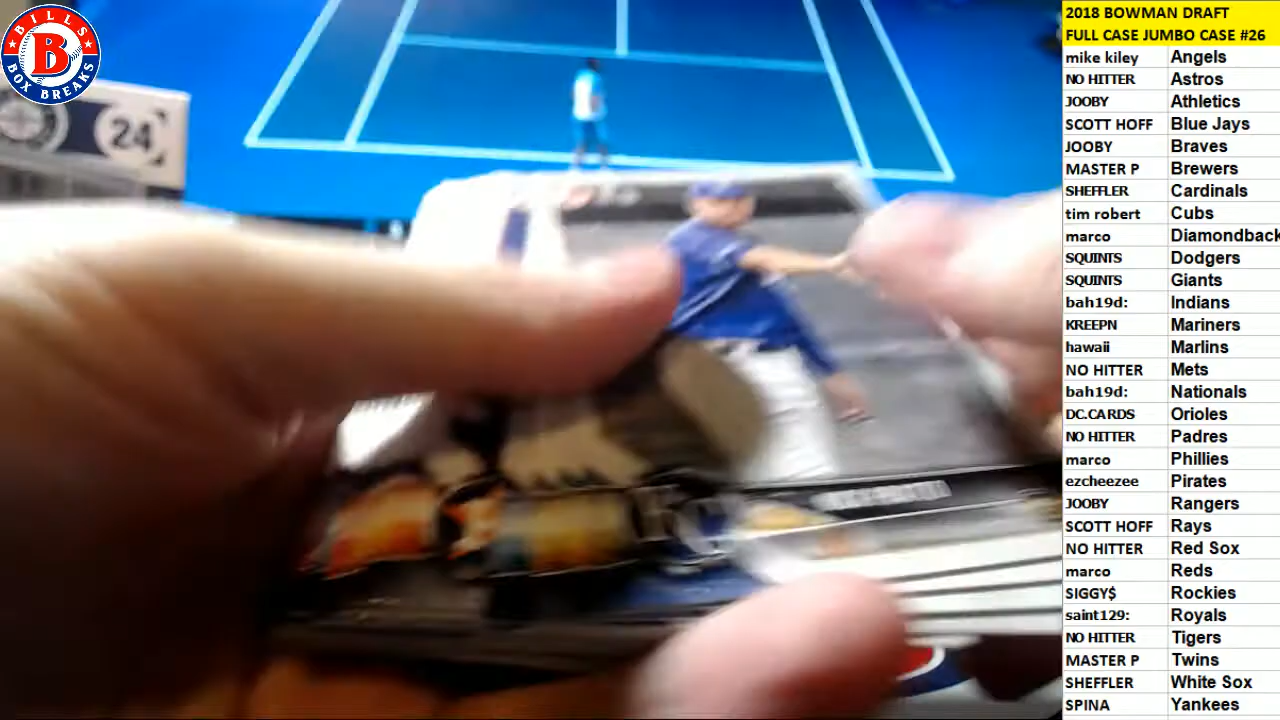 BILLS
B
BOX BREAKS
24
KC
2018 BOWMAN DRAFT
FULL CASE JUMBO CASE #26
mike kiley Angels
NO HITTER Astros
JOOBY Athletics
SCOTT HOFF Blue Jays
JOOBY Braves
MASTER P Brewers
SHEFFLER Cardinals
tim robert Cubs
marco Diamondback
SQUINTS Dodgers
SQUINTS Giants
bah19d: Indians
KREEPN Mariners
hawaii Marlins
NO HITTER Mets
bah19d: Nationals
DC.CARDS Orioles
NO HITTER Padres
marco Phillies
ezcheezee Pirates
JOOBY Rangers
SCOTT HOFF Rays
NO HITTER Red Sox
marco Reds
SIGGY$ Rockies
saint129: Royals
NO HITTER Tigers
MASTER P Twins
SHEFFLER White Sox
SPINA Yankees